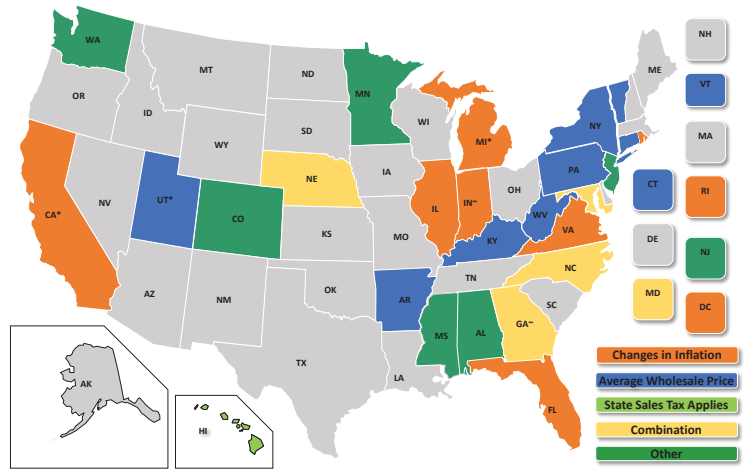 WA
MT
ND
MN
OR
ID
WY
SD
WI
MI*
ME
NY
NE
IA
PA
NV
UT*
CO
IL
IN~
OH
WV
VA
CA*
KS
MO
KY
AZ
NM
OK
AR
TN
NC
SC
MS
AL
GA~
TX
LA
FL
AK
HI
NH
VT
MA
CT
RI
DE
NJ
MD
DC
Changes in Inflation
Average Wholesale Price
State Sales Tax Applies
Combination
Other